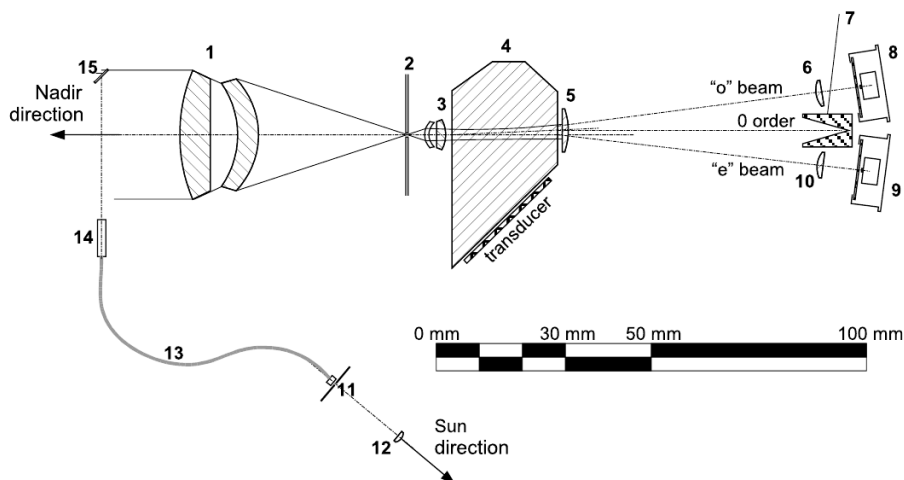 7
1
4
8
15
2
6
Nadir
direction
3
5
"o" beam
0 order
"e" beam
10
9
transducer
14
0 mm
30 mm
50 mm
100 mm
13
11
12
Sun
direction